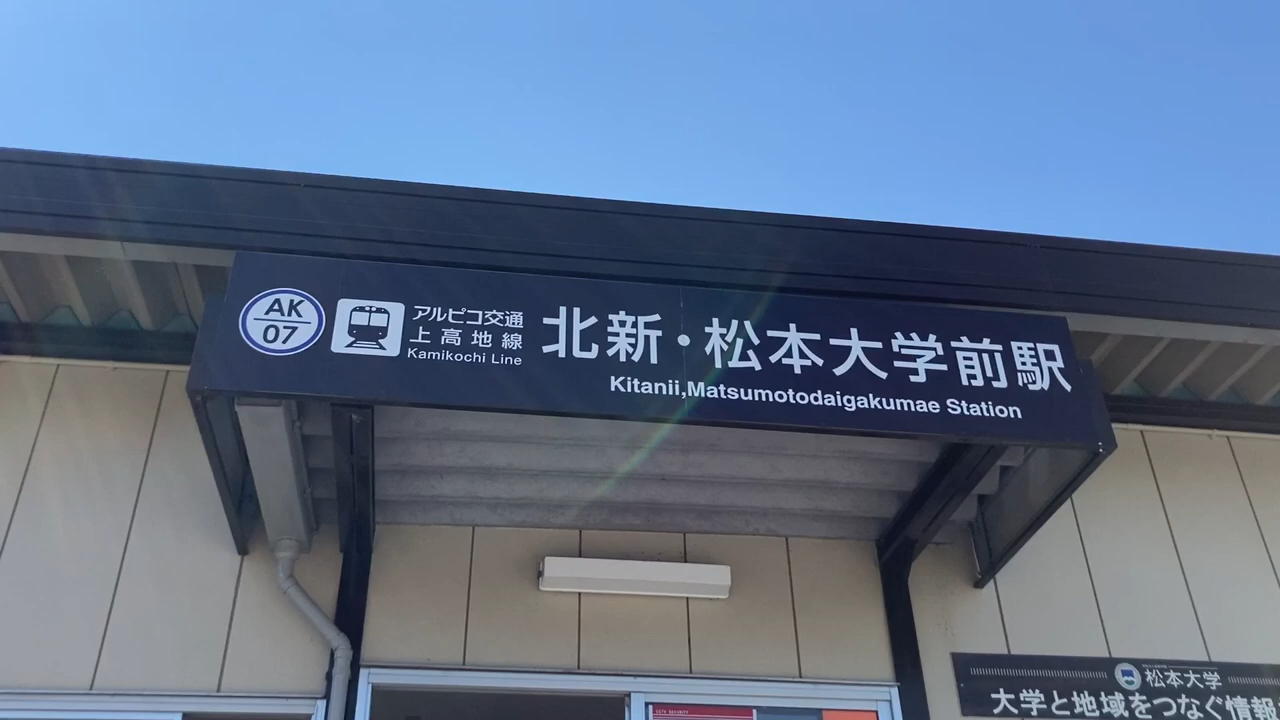 AK
07
アルピコ交通
上高地線
Kamikochi Line
北新・松本大学前駅
Kitanii,Matsumotodaigakumae Station
松本大学
大学と地域をつなぐ情報
CCTV SECURITY